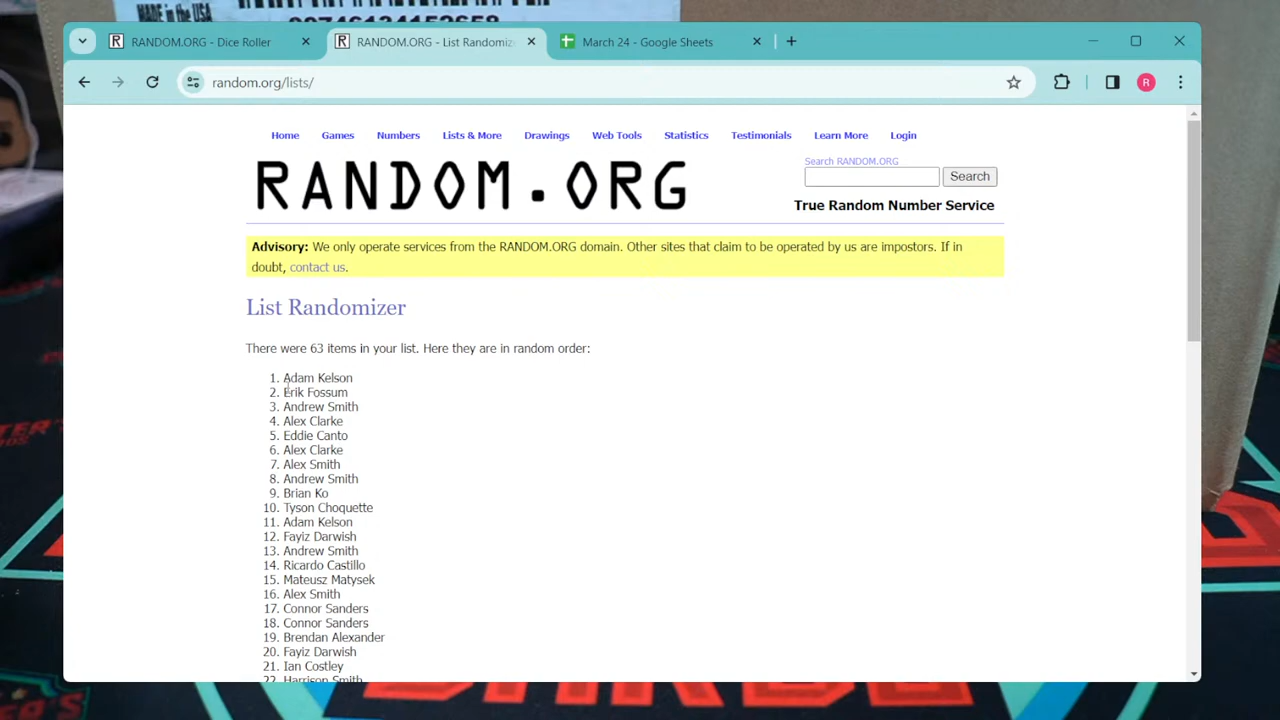 MADE in the USA
RANDOM.ORG - Dice Roller
RANDOM.ORG - List Randomiz
March 24 - Google Sheets
random.org/lists/
R
Home Games Numbers Lists & More Drawings Web Tools Statistics Testimonials Learn More Login
RANDOM.ORG
Search RANDOM.ORG
Search
True Random Number Service
Advisory: We only operate services from the RANDOM.ORG domain. Other sites that claim to be operated by us are impostors. If in
doubt, contact us.
List Randomizer
There were 63 items in your list. Here they are in random order:
1. Adam Kelson
2. Erik Fossum
3. Andrew Smith
4. Alex Clarke
5. Eddie Canto
6. Alex Clarke
7. Alex Smith
8. Andrew Smith
9. Brian Ko
10. Tyson Choquette
11. Adam Kelson
12. Fayiz Darwish
13. Andrew Smith
14. Ricardo Castillo
15. Mateusz Matysek
16. Alex Smith
17. Connor Sanders
18. Connor Sanders
19. Brendan Alexander
20. Fayiz Darwish
21. Ian Costley
22. Harrison Smith